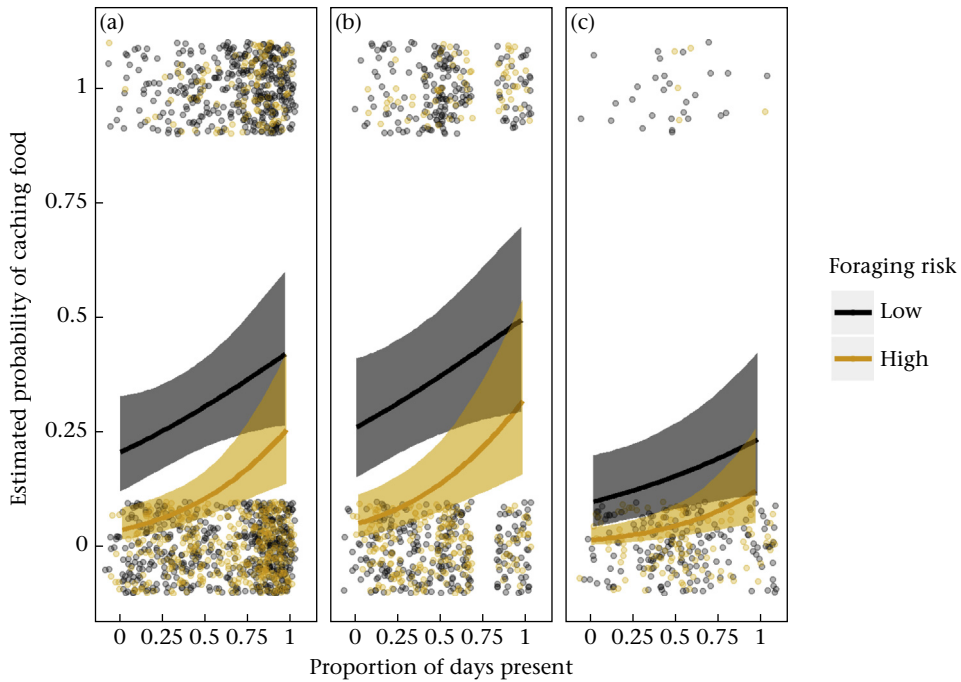 (a)
(b)
(c)
1
0.75
0.5
0.25
0
Estimated probability of caching food
0 0.25 0.5 0.75 1
0 0.25 0.5 0.75 1
0 0.25 0.5 0.75 1
Proportion of days present
Foraging risk
Low
High